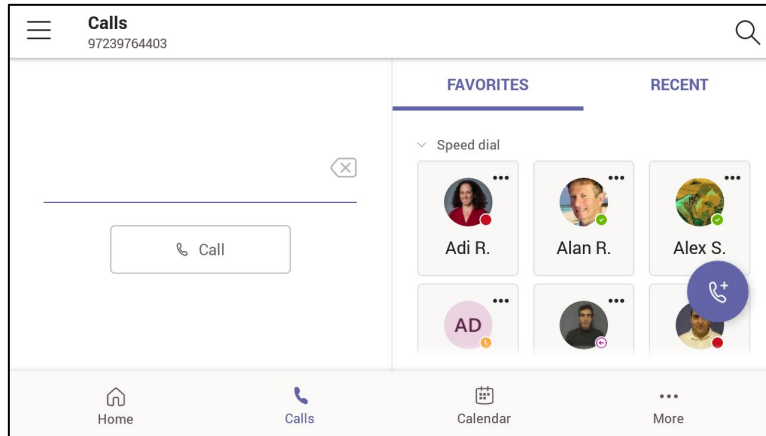 Calls
97239764403
FAVORITES
RECENT
Speed dial
Adi R.
Alan R.
Alex S.
Call
AD
Home
Calls
Calendar
More